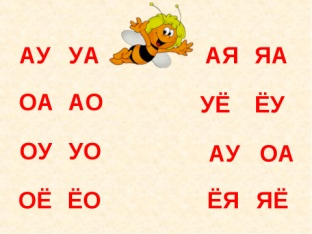 АУ УА АЯ ЯА
ОА АО УЁ ЁУ
ОУ УО АУ ОА
ОЁ ЁО ЁЯ ЯЁ